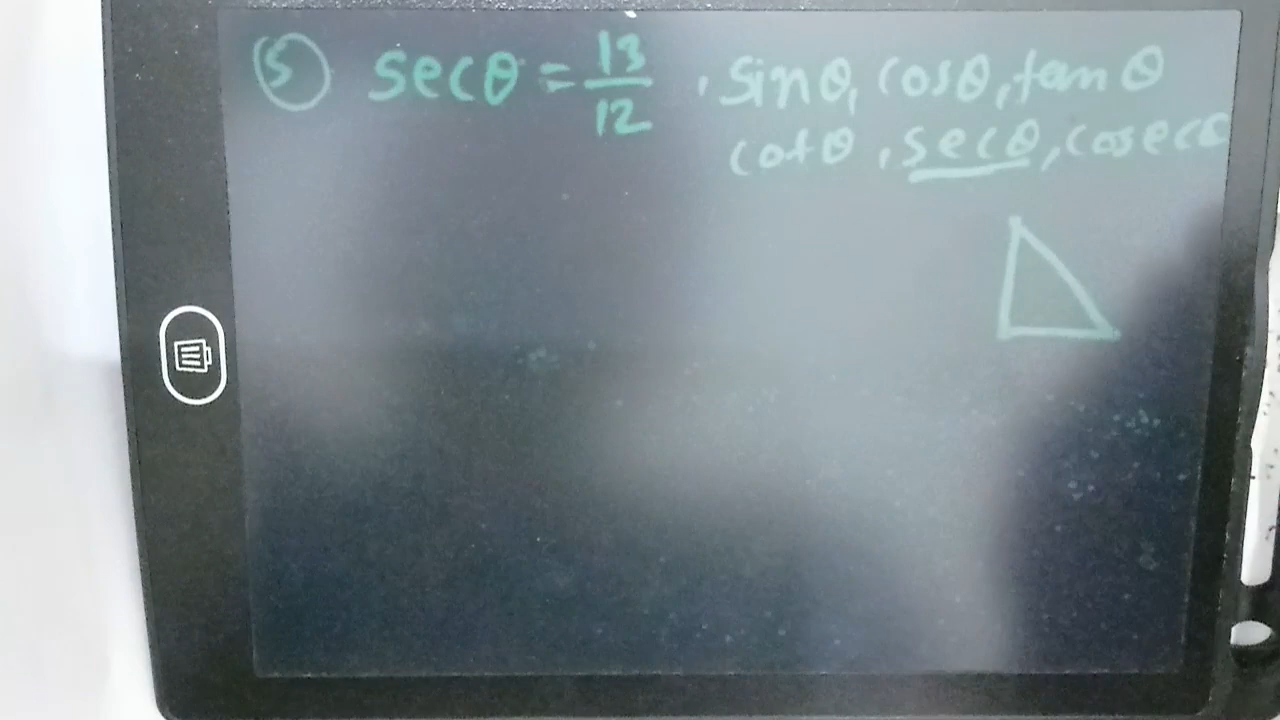 ⑤ secθ = 13/12 , sinθ, cosθ, tanθ
cotθ, secθ, cosecθ